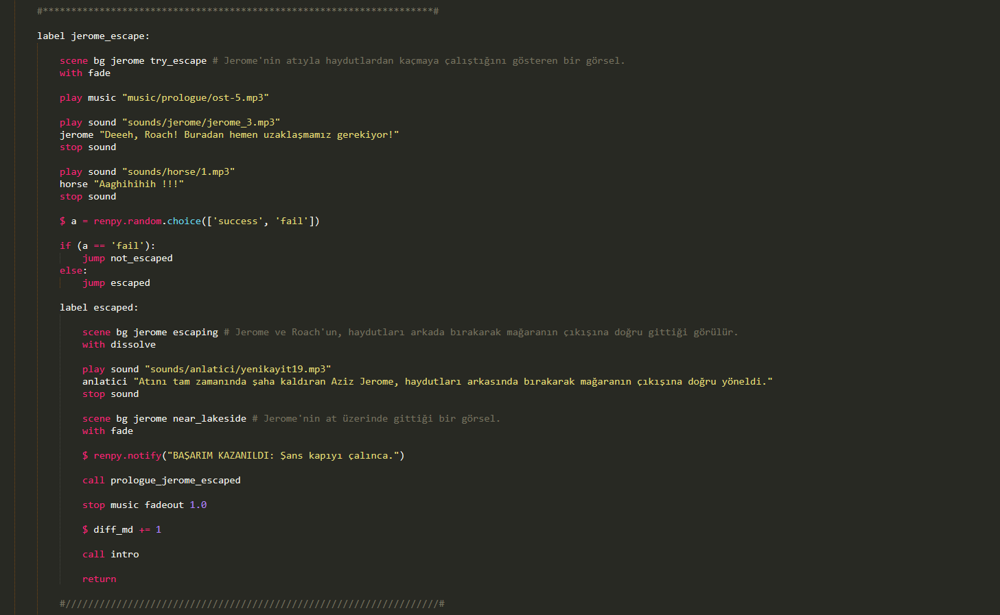 #*********************************************************************#
label jerome_escape:
scene bg jerome try_escape # Jerome'nin atıyla haydutlardan kaçmaya çalıştığını gösteren bir görsel.
with fade
play music "music/prologue/ost-5.mp3"
play sound "sounds/jerome/jerome_3.mp3"
jerome "Deeeh, Roach! Buradan hemen uzaklaşmamız gerekiyor!"
stop sound
play sound "sounds/horse/1.mp3"
horse "Aaghihihih !!!"
stop sound
$ a = renpy.random.choice(['success', 'fail'])
if (a == 'fail'):
jump not_escaped
else:
jump escaped
label escaped:
scene bg jerome escaping # Jerome ve Roach'un, haydutları arkada bırakarak mağaranın çıkışına doğru gittiği görülür.
with dissolve
play sound "sounds/anlatici/yenikayit19.mp3"
anlatici "Atını tam zamanında şaha kaldıran Aziz Jerome, haydutları arkasında bırakarak mağaranın çıkışına doğru yöneldi."
stop sound
scene bg jerome near_lakeside # Jerome'nin at üzerinde gittiği bir görsel.
with fade
$ renpy.notify("BAŞARIM KAZANILDI: Şans kapıyı çalınca.")
call prologue_jerome_escaped
stop music fadeout 1.0
$ diff_md += 1
call intro
return
#//////////////////////////////////////////////////////////////////#